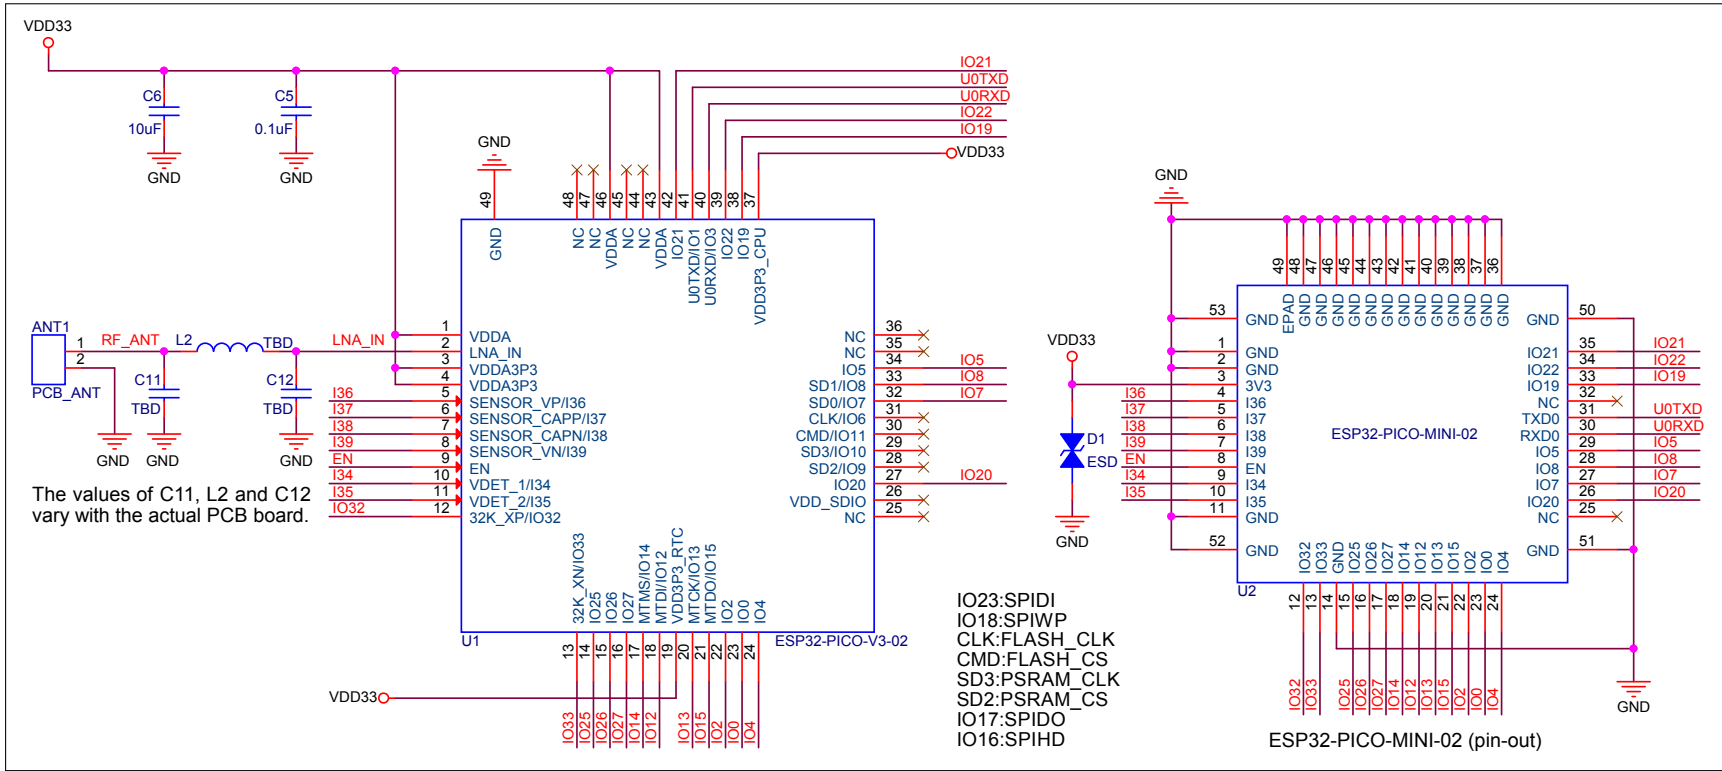 VDD33
C6
10uF
GND
C5
0.1uF
GND
GND
IO21
U0TXD
U0RXD
IO22
IO19
VDD33
49
48
47
46
45
44
43
42
41
40
39
38
37
GND
NC
NC
VDDA
NC
NC
VDDA
IO21
U0TXD/IO1
U0RXD/IO3
IO22
IO19
VDD3P3_CPU
ANT1
1
2
PCB_ANT
RF_ANT
L2
TBD
LNA_IN
C11
TBD
C12
TBD
GND
GND
GND
The values of C11, L2 and C12
vary with the actual PCB board.
I36
I37
I38
I39
EN
I34
I35
IO32
1 VDDA
2 LNA_IN
3 VDDA3P3
4 VDDA3P3
5 SENSOR_VP/I36
6 SENSOR_CAPP/I37
7 SENSOR_CAPN/I38
8 SENSOR_VN/I39
9 EN
10 VDET_1/I34
11 VDET_2/I35
12 32K_XP/IO32
NC 36
NC 35
IO5 34 IO5
SD1/IO8 33 IO8
SD0/IO7 32 IO7
CLK/IO6 31
CMD/IO11 30
SD3/IO10 29
SD2/IO9 28
IO20 27 IO20
VDD_SDIO 26
NC 25
32K_XN/IO33
IO25
IO26
IO27
MTMS/IO14
MTDI/IO12
VDD3P3_RTC
MTCK/IO13
MTDO/IO15
IO2
IO0
IO4
U1
ESP32-PICO-V3-02
13
14
15
16
17
18
19
20
21
22
23
24
VDD33
IO33
IO25
IO26
IO27
IO14
IO12
IO13
IO15
IO2
IO0
IO4
IO23:SPIDI
IO18:SPIWP
CLK:FLASH_CLK
CMD:FLASH_CS
SD3:PSRAM_CLK
SD2:PSRAM_CS
IO17:SPIDO
IO16:SPIHD
GND
VDD33
D1
ESD
GND
49
48
47
46
45
44
43
42
41
40
39
38
37
36
EPAD
GND
GND
GND
GND
GND
GND
GND
GND
GND
GND
GND
GND
GND
53 GND
1 GND
2 GND
3 3V3
I36 4 I36
I37 5 I37
I38 6 I38
I39 7 I39
EN 8 EN
I34 9 I34
I35 10 I35
11 GND
52 GND
ESP32-PICO-MINI-02
GND 50
IO21 35 IO21
IO22 34 IO22
IO19 33 IO19
NC 32
TXD0 31 U0TXD
RXD0 30 U0RXD
IO5 29 IO5
IO8 28 IO8
IO7 27 IO7
IO20 26 IO20
NC 25
GND 51
IO32
IO33
GND
IO25
IO26
IO27
IO14
IO12
IO13
IO15
IO2
IO0
IO4
U2
12
13
14
15
16
17
18
19
20
21
22
23
24
IO32
IO33
IO25
IO26
IO27
IO14
IO12
IO13
IO15
IO2
IO0
IO4
GND
ESP32-PICO-MINI-02 (pin-out)